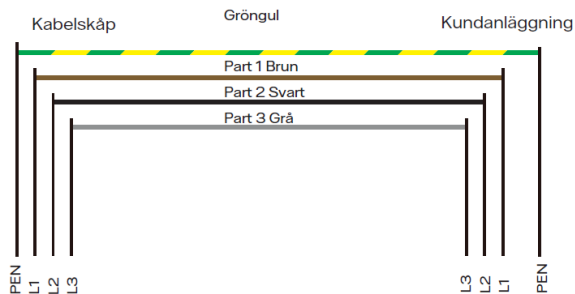 Kabelskåp
Gröngul
Kundanläggning
Part 1 Brun
Part 2 Svart
Part 3 Grå
PEN
L1
L2
L3
L3
L2
L1
PEN